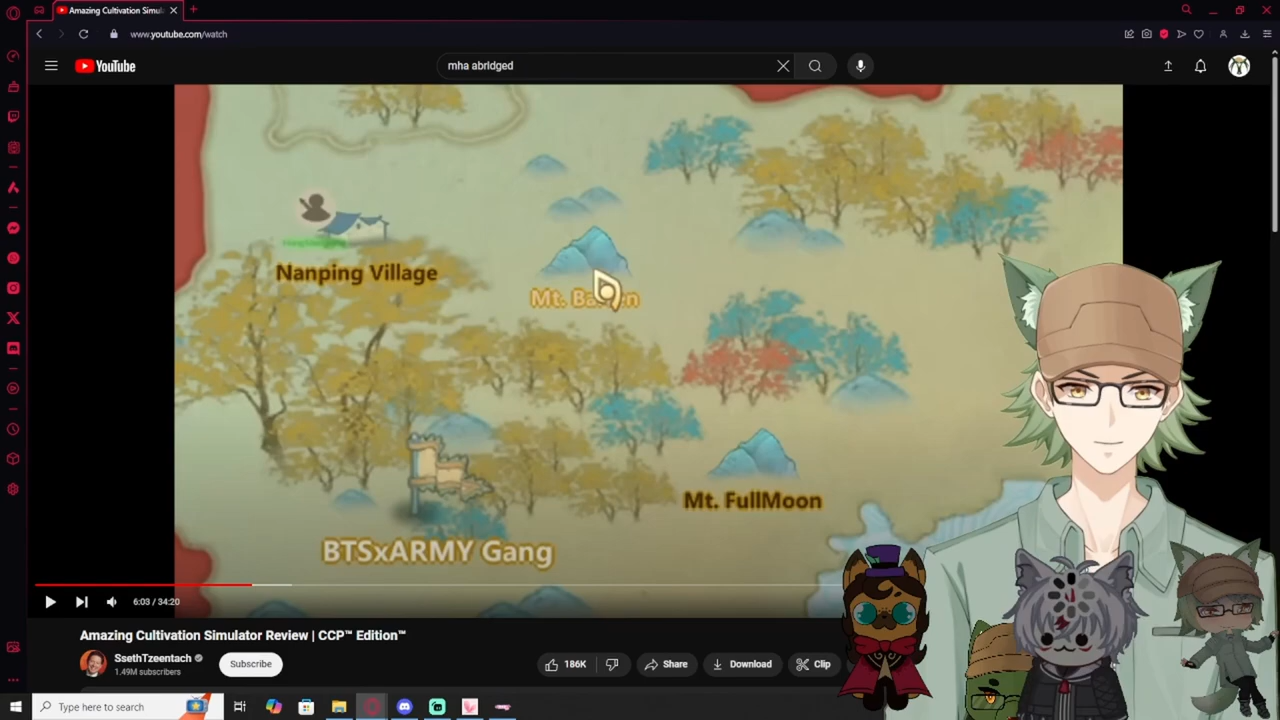 Amazing Cultivation Simul
www.youtube.com/watch
YouTube
mha abridged
Nanping Village
Mt. FullMoon
BTSxARMY Gang
6:03 / 34:20
Amazing Cultivation Simulator Review | CCP™ Edition™
SsethTzeentach
1.49M subscribers
Subscribe
186K
Share
Download
Clip
Type here to search